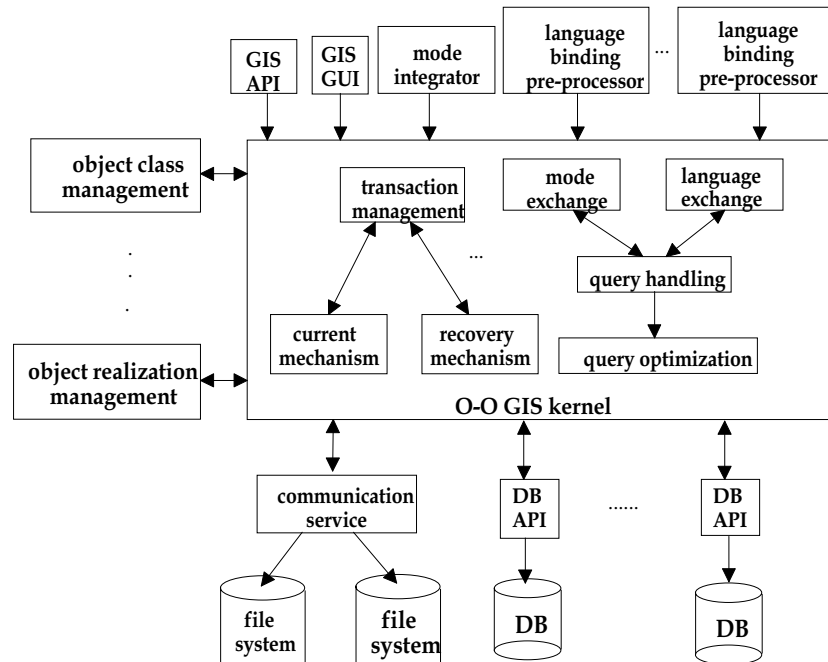 GIS
API
GIS
GUI
mode
integrator
language
binding
pre-processor
...
language
binding
pre-processor
object class
management
.
.
.
object realization
management
transaction
management
...
current
mechanism
recovery
mechanism
mode
exchange
language
exchange
query handling
query optimization
O-O GIS kernel
communication
service
DB
API
......
DB
API
file
system
file
system
DB
DB